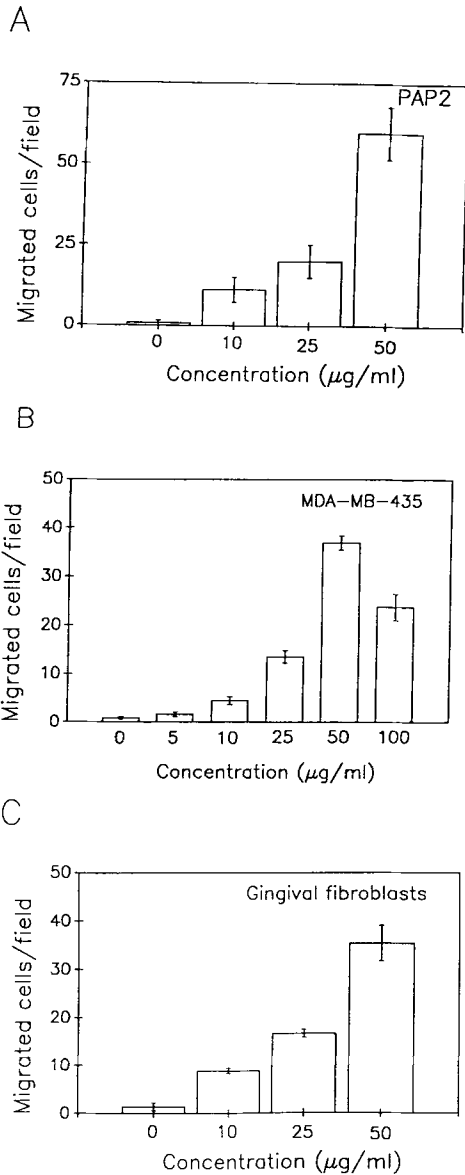 A
PAP2
75
50
25
0
Migrated cells/field
0 10 25 50
Concentration (μg/ml)
B
MDA-MB-435
50
40
30
20
10
0
Migrated cells/field
0 5 10 25 50 100
Concentration (μg/ml)
C
Gingival fibroblasts
50
40
30
20
10
0
Migrated cells/field
0 10 25 50
Concentration (μg/ml)